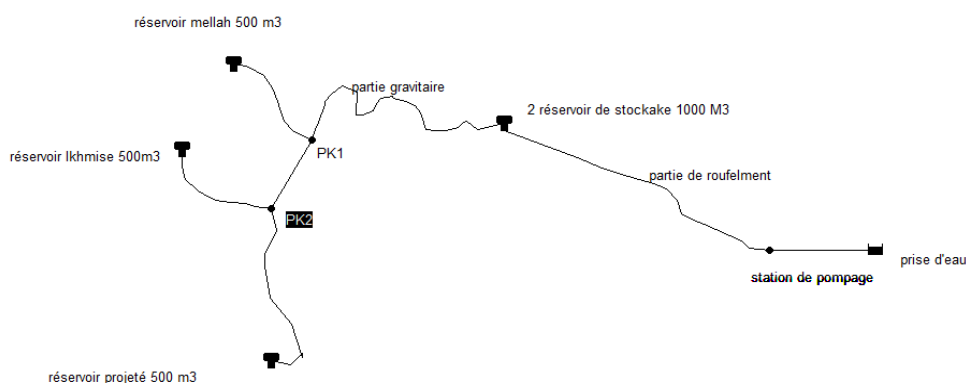 réservoir mellah 500 m3
partie gravitaire
2 réservoir de stockake 1000 M3
PK1
réservoir lkhmise 500m3
partie de roufelment
PK2
prise d'eau
station de pompage
réservoir projeté 500 m3